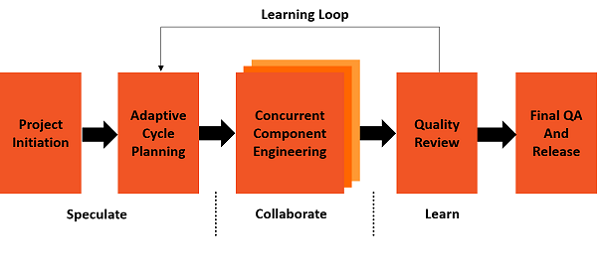 Learning Loop
Project
Initiation
Adaptive
Cycle
Planning
Concurrent
Component
Engineering
Quality
Review
Final QA
And
Release
Speculate
Collaborate
Learn